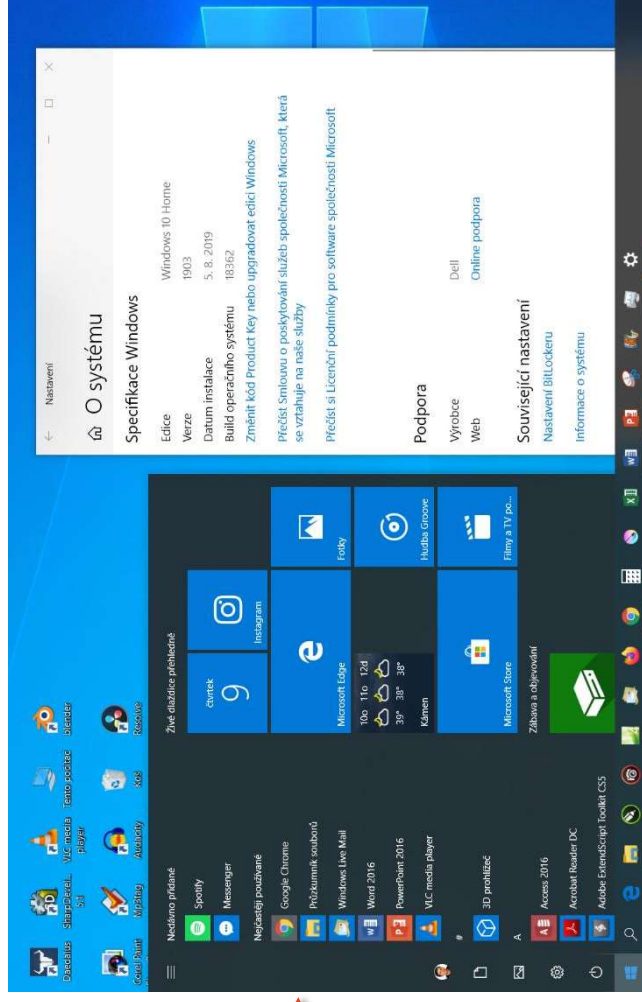 Daedalus
SharpDevel...
5.1
VLC media
player
Tento počítač
blender
Corel Paint
Mp3tag
Audacity
Koš
Resolve
Nedávno přidané
Spotify
Messenger
Nejčastěji používané
Google Chrome
Průzkumník souborů
Windows Live Mail
Word 2016
PowerPoint 2016
VLC media player
#
3D prohlížeč
A
Access 2016
Acrobat Reader DC
Adobe ExtendScript Toolkit CS5
Živé dlaždice přehledně
čtvrtek
9
Instagram
Microsoft Edge
Fotky
10o 11o 12d
39° 38° 38°
Kámen
Hudba Groove
Microsoft Store
Filmy a TV po...
Zábava a objevování
Nastavení
O systému
Specifikace Windows
Edice Windows 10 Home
Verze 1903
Datum instalace 5. 8. 2019
Build operačního systému 18362
Změnit kód Product Key nebo upgradovat edici Windows
Přečíst Smlouvu o poskytování služeb společnosti Microsoft, která
se vztahuje na naše služby
Přečíst si Licenční podmínky pro software společnosti Microsoft
Podpora
Výrobce Dell
Web Online podpora
Související nastavení
Nastavení BitLockeru
Informace o systému